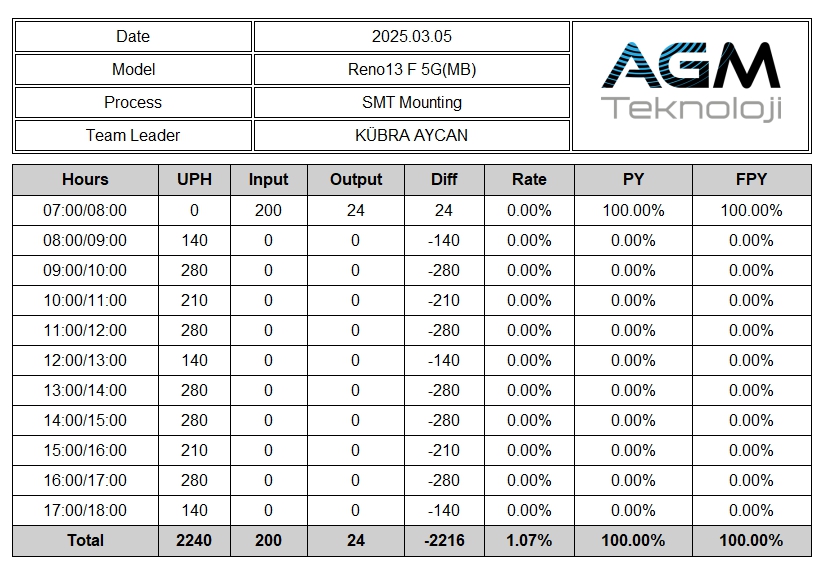 Date 2025.03.05
Model Reno13 F 5G(MB)
Process SMT Mounting
Team Leader KÜBRA AYCAN
AGM
Teknoloji
Hours UPH Input Output Diff Rate PY FPY
07:00/08:00 0 200 24 24 0.00% 100.00% 100.00%
08:00/09:00 140 0 0 -140 0.00% 0.00% 0.00%
09:00/10:00 280 0 0 -280 0.00% 0.00% 0.00%
10:00/11:00 210 0 0 -210 0.00% 0.00% 0.00%
11:00/12:00 280 0 0 -280 0.00% 0.00% 0.00%
12:00/13:00 140 0 0 -140 0.00% 0.00% 0.00%
13:00/14:00 280 0 0 -280 0.00% 0.00% 0.00%
14:00/15:00 280 0 0 -280 0.00% 0.00% 0.00%
15:00/16:00 210 0 0 -210 0.00% 0.00% 0.00%
16:00/17:00 280 0 0 -280 0.00% 0.00% 0.00%
17:00/18:00 140 0 0 -140 0.00% 0.00% 0.00%
Total 2240 200 24 -2216 1.07% 100.00% 100.00%